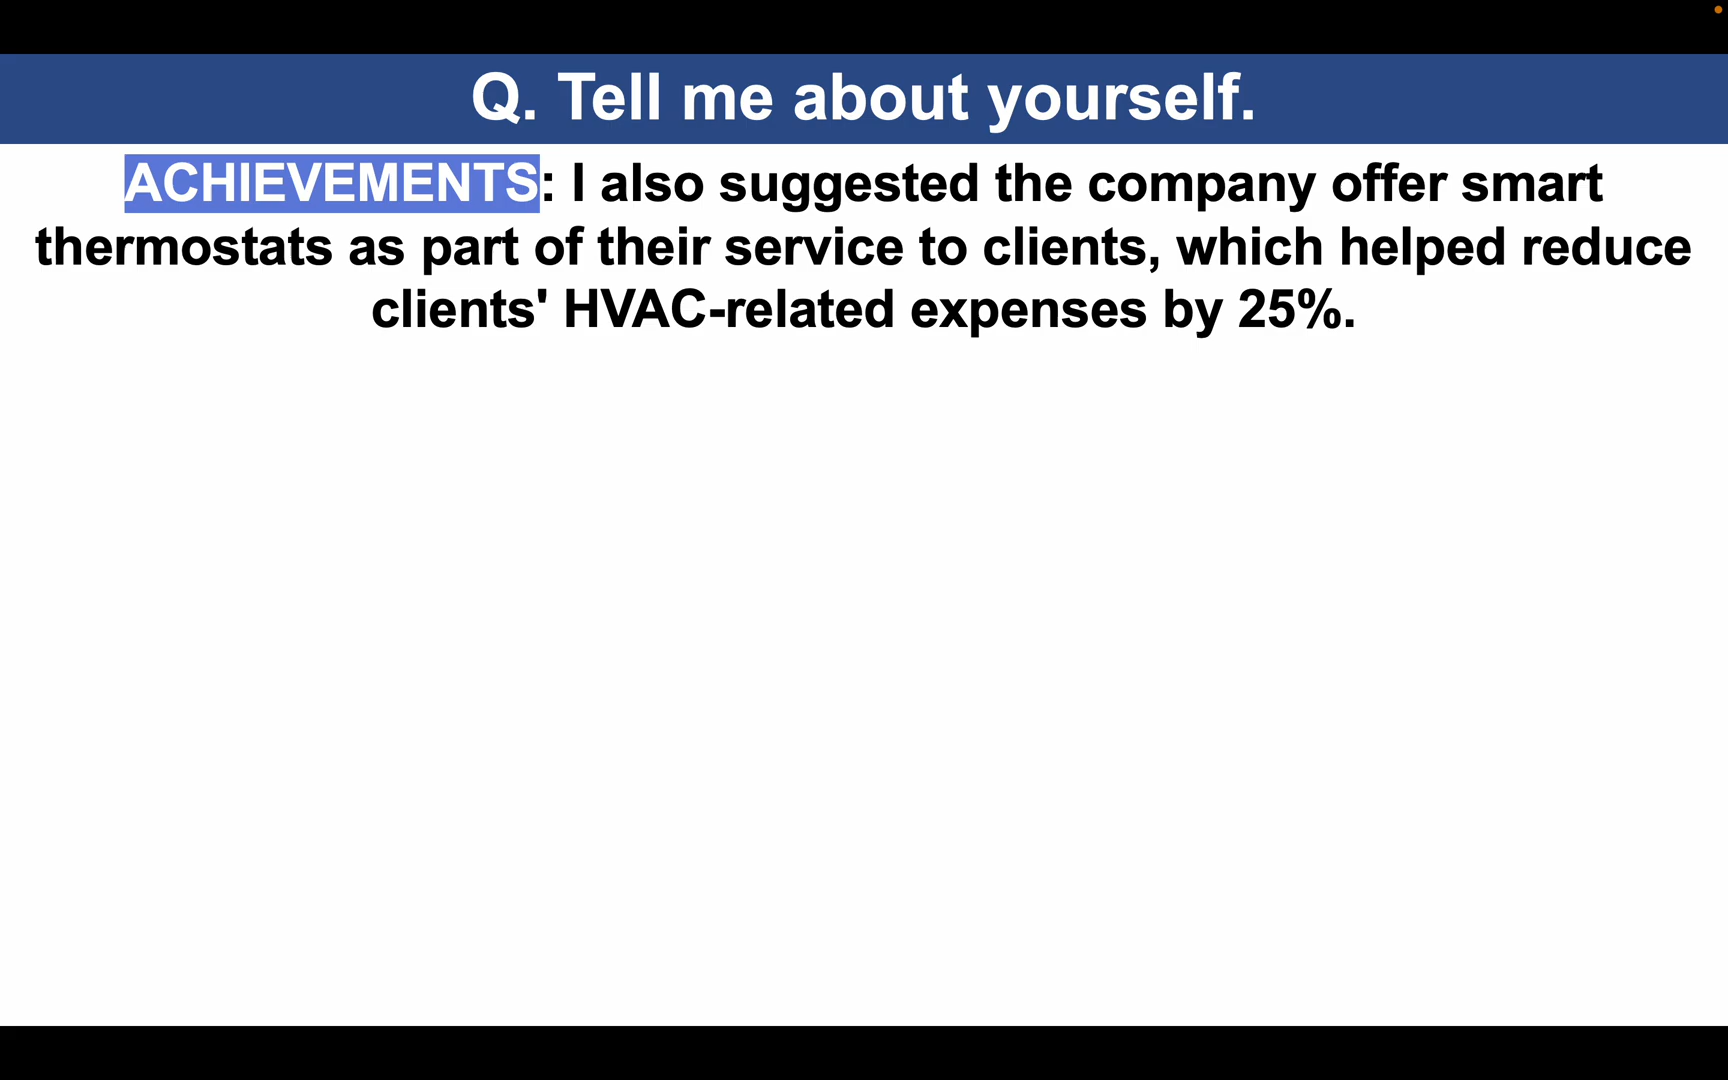 Q. Tell me about yourself.
ACHIEVEMENTS: I also suggested the company offer smart
thermostats as part of their service to clients, which helped reduce
clients' HVAC-related expenses by 25%.